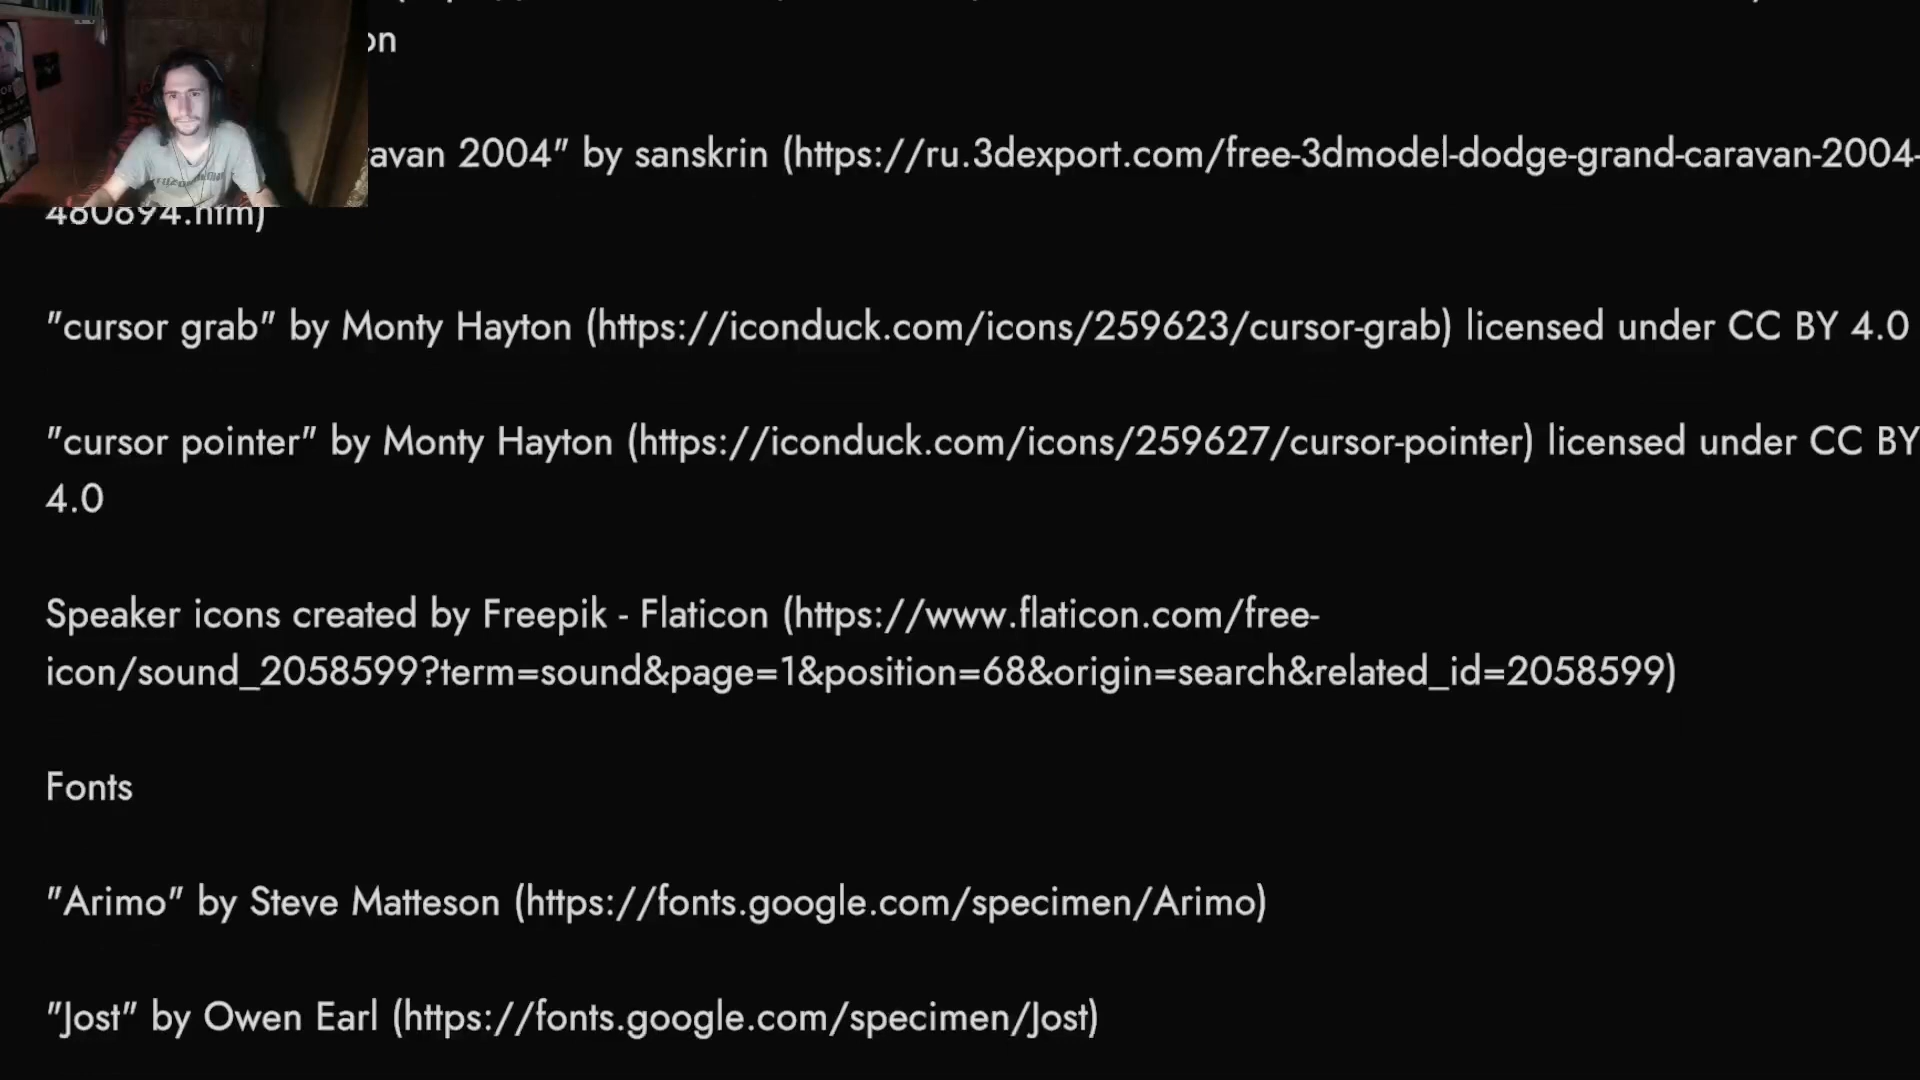 on
avan 2004" by sanskrin (https://ru.3dexport.com/free-3dmodel-dodge-grand-caravan-2004-
480694.htm)
"cursor grab" by Monty Hayton (https://iconduck.com/icons/259623/cursor-grab) licensed under CC BY 4.0
"cursor pointer" by Monty Hayton (https://iconduck.com/icons/259627/cursor-pointer) licensed under CC BY
4.0
Speaker icons created by Freepik - Flaticon (https://www.flaticon.com/free-
icon/sound_2058599?term=sound&page=1&position=68&origin=search&related_id=2058599)
Fonts
"Arimo" by Steve Matteson (https://fonts.google.com/specimen/Arimo)
"Jost" by Owen Earl (https://fonts.google.com/specimen/Jost)